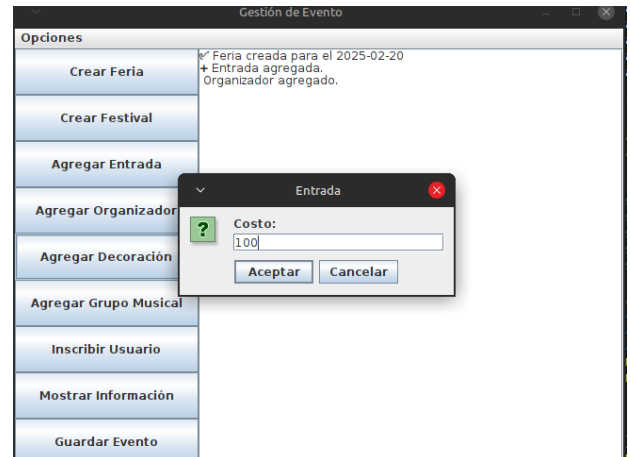 Gestión de Evento
Opciones
Crear Feria
Crear Festival
Agregar Entrada
Agregar Organizador
Agregar Decoración
Agregar Grupo Musical
Inscribir Usuario
Mostrar Información
Guardar Evento
✔ Feria creada para el 2025-02-20
+ Entrada agregada.
Organizador agregado.
Entrada
?
Costo:
100
Aceptar Cancelar